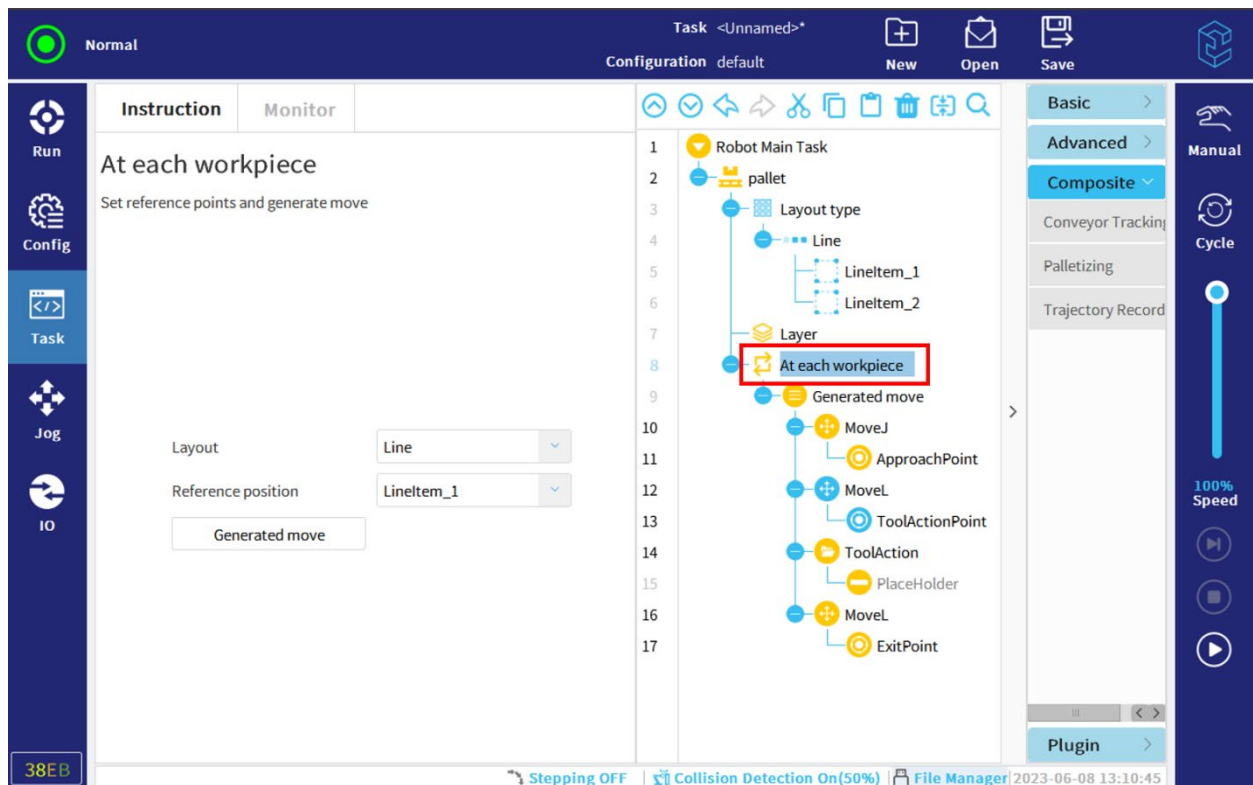 Normal
Task <Unnamed>*
Configuration default
New
Open
Save
Run
Config
Task
Jog
IO
38EB
Instruction
Monitor
At each workpiece
Set reference points and generate move
Layout
Line
Reference position
LineItem_1
Generated move
1 Robot Main Task
2 pallet
3 Layout type
4 Line
5 LineItem_1
6 LineItem_2
7 Layer
8 At each workpiece
9 Generated move
10 MoveJ
11 ApproachPoint
12 MoveL
13 ToolActionPoint
14 ToolAction
15 PlaceHolder
16 MoveL
17 ExitPoint
Basic
Advanced
Composite
Conveyor Tracking
Palletizing
Trajectory Record
Plugin
Manual
Cycle
100%
Speed
Stepping OFF
Collision Detection On(50%)
File Manager
2023-06-08 13:10:45